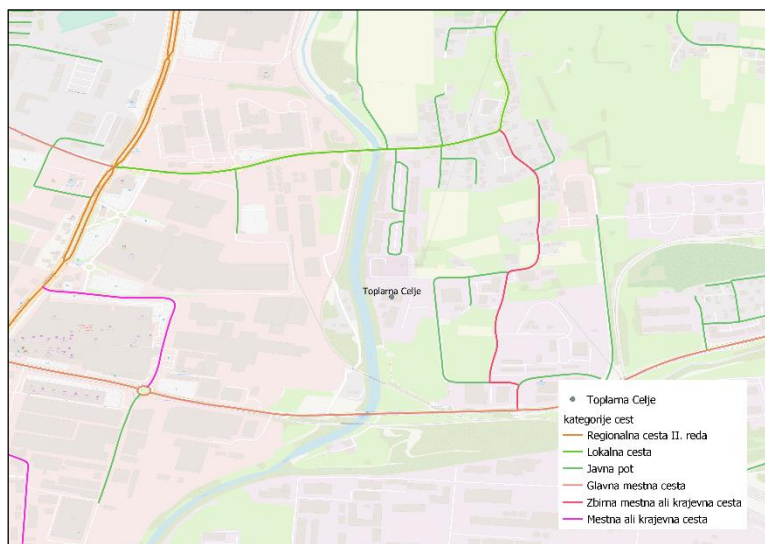 Toplarna Celje
Toplarna Celje
kategorije cest
Regionalna cesta II. reda
Lokalna cesta
Javna pot
Glavna mestna cesta
Zbirna mestna ali krajevna cesta
Mestna ali krajevna cesta